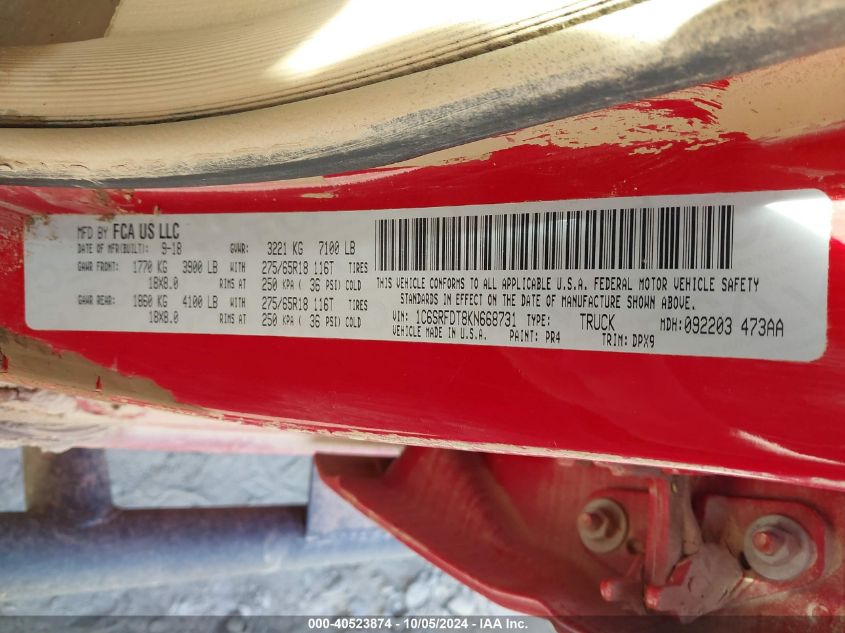 MFD BY FCA US LLC
DATE OF MFR(BUILT): 9-18 GVWR: 3221 KG 7100 LB
GAWR FRONT: 1770 KG 3900 LB WITH 275/65R18 116T TIRES
18X8.0 RIMS AT 250 KPA ( 36 PSI) COLD
GAWR REAR: 1860 KG 4100 LB WITH 275/65R18 116T TIRES
18X8.0 RIMS AT 250 KPA ( 36 PSI) COLD
THIS VEHICLE CONFORMS TO ALL APPLICABLE U.S.A. FEDERAL MOTOR VEHICLE SAFETY
STANDARDS IN EFFECT ON THE DATE OF MANUFACTURE SHOWN ABOVE.
VIN: 1C6SRFDT8KN668731 TYPE: TRUCK MDH:092203 473AA
VEHICLE MADE IN U.S.A. PAINT: PR4 TRIM: DPX9
000-40523874 - 10/05/2024 - IAA Inc.